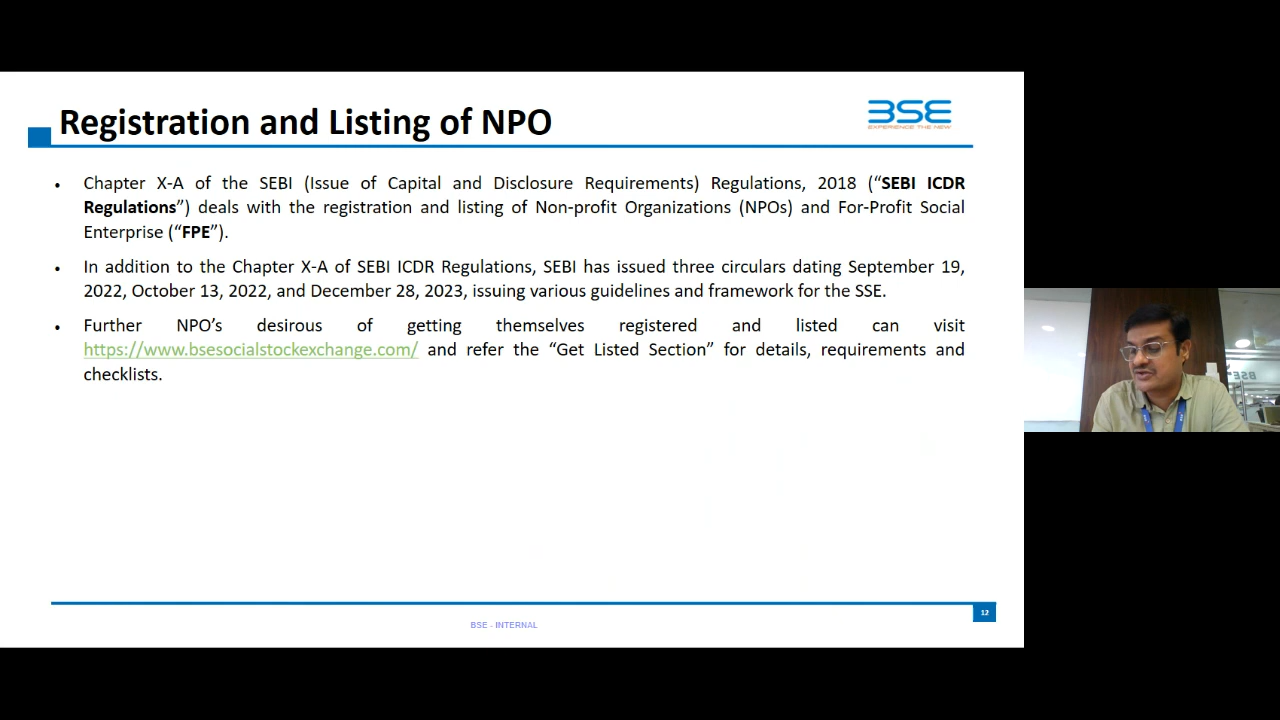 Registration and Listing of NPO
BSE
EXPERIENCE THE NEW
• Chapter X-A of the SEBI (Issue of Capital and Disclosure Requirements) Regulations, 2018 (“SEBI ICDR
Regulations”) deals with the registration and listing of Non-profit Organizations (NPOs) and For-Profit Social
Enterprise (“FPE”).
• In addition to the Chapter X-A of SEBI ICDR Regulations, SEBI has issued three circulars dating September 19,
2022, October 13, 2022, and December 28, 2023, issuing various guidelines and framework for the SSE.
• Further NPO’s desirous of getting themselves registered and listed can visit
https://www.bsesocialstockexchange.com/ and refer the “Get Listed Section” for details, requirements and
checklists.
BSE
12
BSE - INTERNAL